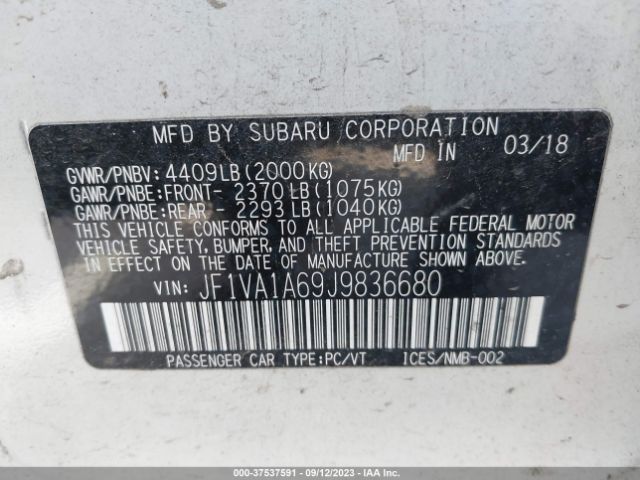 MFD BY SUBARU CORPORATION
MFD IN 03/18
GVWR/PNBV: 4409LB(2000KG)
GAWR/PNBE:FRONT- 2370LB(1075KG)
GAWR/PNBE:REAR - 2293LB(1040KG)
THIS VEHICLE CONFORMS TO ALL APPLICABLE FEDERAL MOTOR
VEHICLE SAFETY, BUMPER, AND THEFT PREVENTION STANDARDS
IN EFFECT ON THE DATE OF MANUFACTURE SHOWN ABOVE.
VIN: JF1VA1A69J9836680
PASSENGER CAR TYPE:PC/VT ICES/NMB-002
000-37537591 - 09/12/2023 - IAA, Inc.